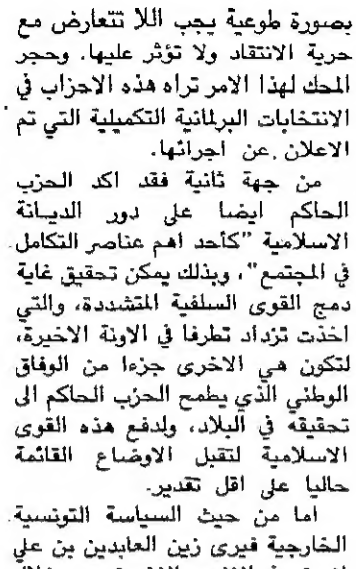 بصورة طوعية يجب اللا تتعارض مع
حرية الانتقاد ولا تؤثر عليها. وحجر
المحك لهذا الامر تراه هذه الاحزاب في
الانتخابات البرلمانية التكميلية التي تم
الاعلان عن اجرائها.
من جهة ثانية فقد اكد الحزب
الحاكم ايضا على دور الديانة
الاسلامية "كأحد اهم عناصر التكامل
في المجتمع"، وبذلك يمكن تحقيق غاية
دمج القوى السلفية المتشددة، والتي
اخذت تزداد تطرفا في الاونة الاخيرة،
لتكون هي الاخرى جزءا من الوفاق
الوطني الذي يطمح الحزب الحاكم الى
تحقيقه في البلاد، ولدفع هذه القوى
الاسلامية لتقبل الاوضاع القائمة
حاليا على اقل تقدير.
اما من حيث السياسة التونسية
الخارجية فيرى زين العابدين بن علي